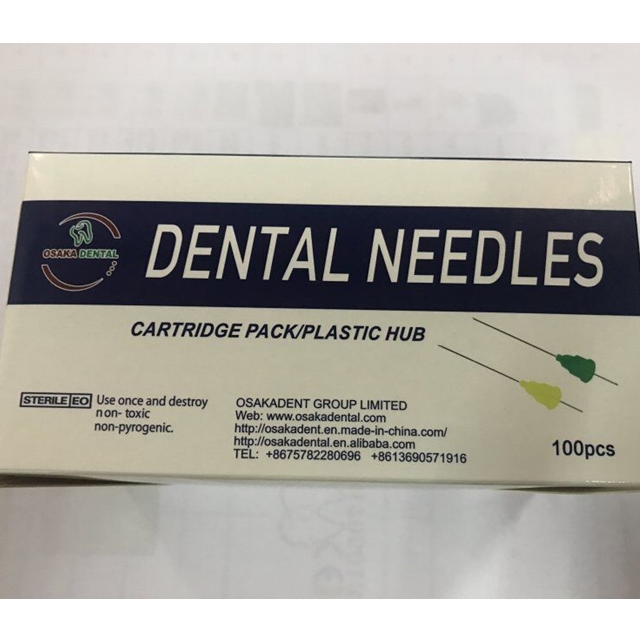 OSAKA DENTAL
DENTAL NEEDLES
CARTRIDGE PACK/PLASTIC HUB
STERILE EO
Use once and destroy
non- toxic
non-pyrogenic.
OSAKADENT GROUP LIMITED
Web: www.osakadental.com
http://osakadent.en.made-in-china.com/
http://osakadental.en.alibaba.com
TEL: +8675782280696 +8613690571916
100pcs